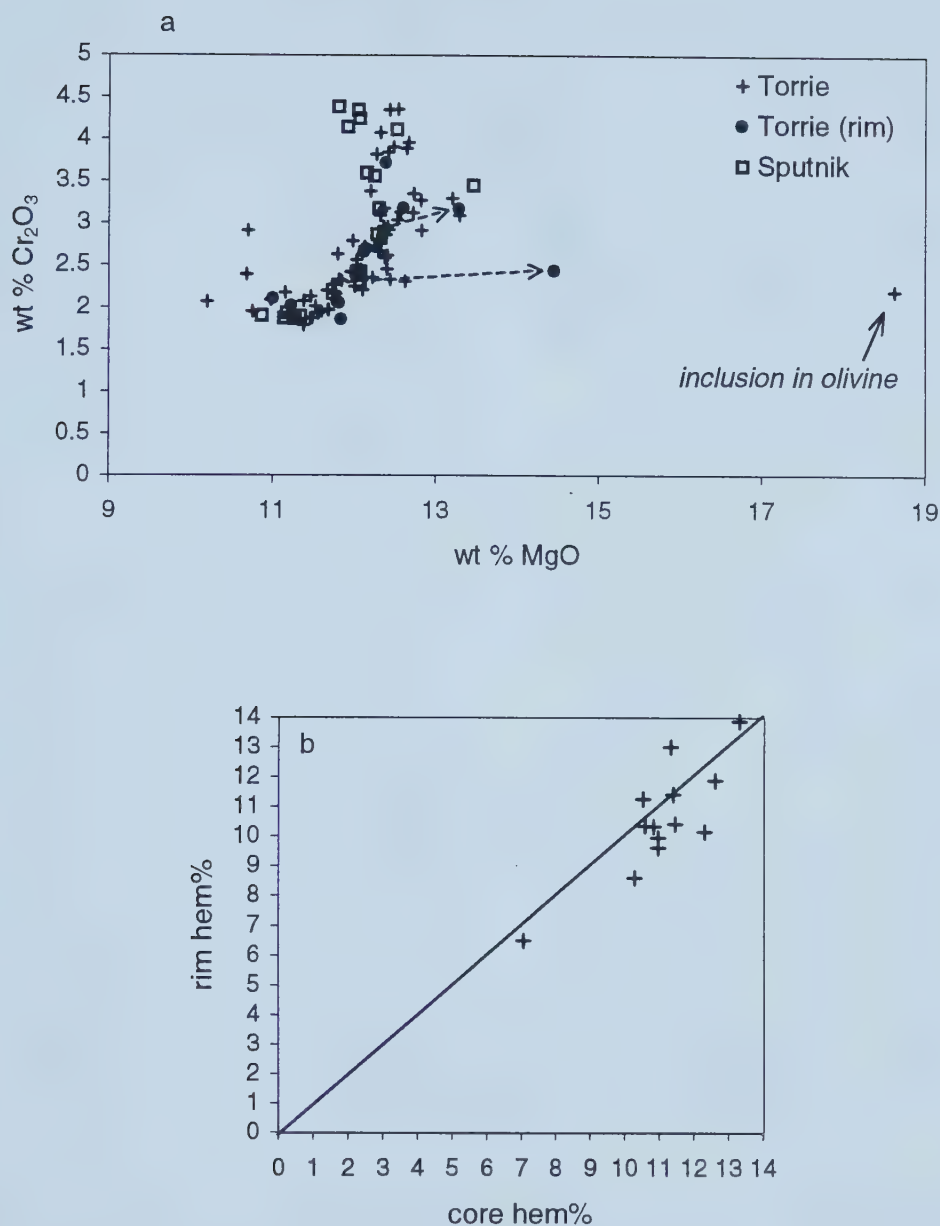 a
5
4.5
4
3.5
3
2.5
2
1.5
1
0.5
0
wt % Cr₂O₃
+ Torrie
● Torrie (rim)
□ Sputnik
inclusion in olivine
9 11 13 15 17 19
wt % MgO
b
14
13
12
11
10
9
8
7
6
5
4
3
2
1
0
rim hem%
0 1 2 3 4 5 6 7 8 9 10 11 12 13 14
core hem%